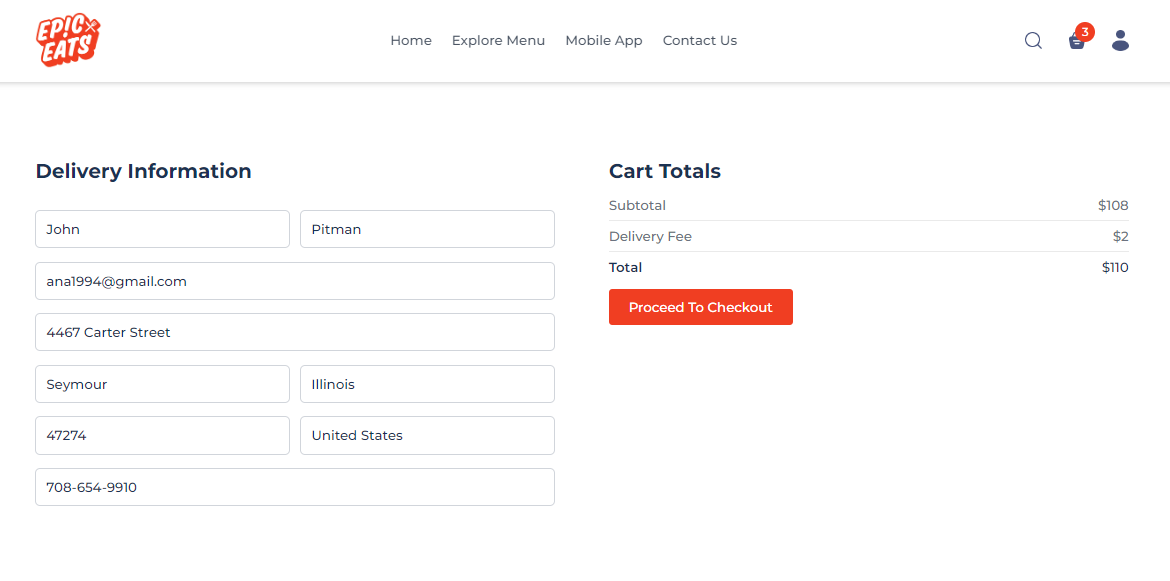 EP!C
EATS
Home Explore Menu Mobile App Contact Us
3
Delivery Information
John Pitman
ana1994@gmail.com
4467 Carter Street
Seymour Illinois
47274 United States
708-654-9910
Cart Totals
Subtotal $108
Delivery Fee $2
Total $110
Proceed To Checkout